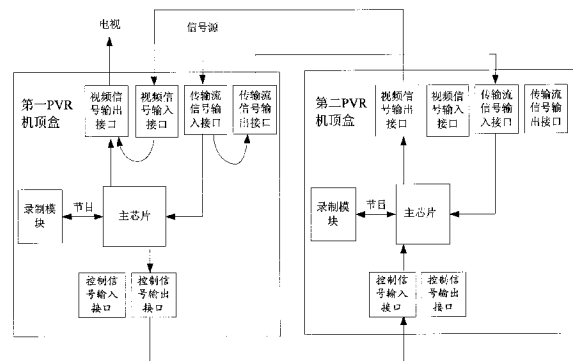 电视
信号源
第一PVR
机顶盒
视频信
号输出
接口
视频信
号输入
接口
传输流
信号输
入接口
传输流
信号输
出接口
录制模
块
节目
主芯片
控制信
号输入
接口
控制信
号输出
接口
第二PVR
机顶盒
视频信
号输出
接口
视频信
号输入
接口
传输流
信号输
入接口
传输流
信号输
出接口
录制模
块
节目
主芯片
控制信
号输入
接口
控制信
号输出
接口